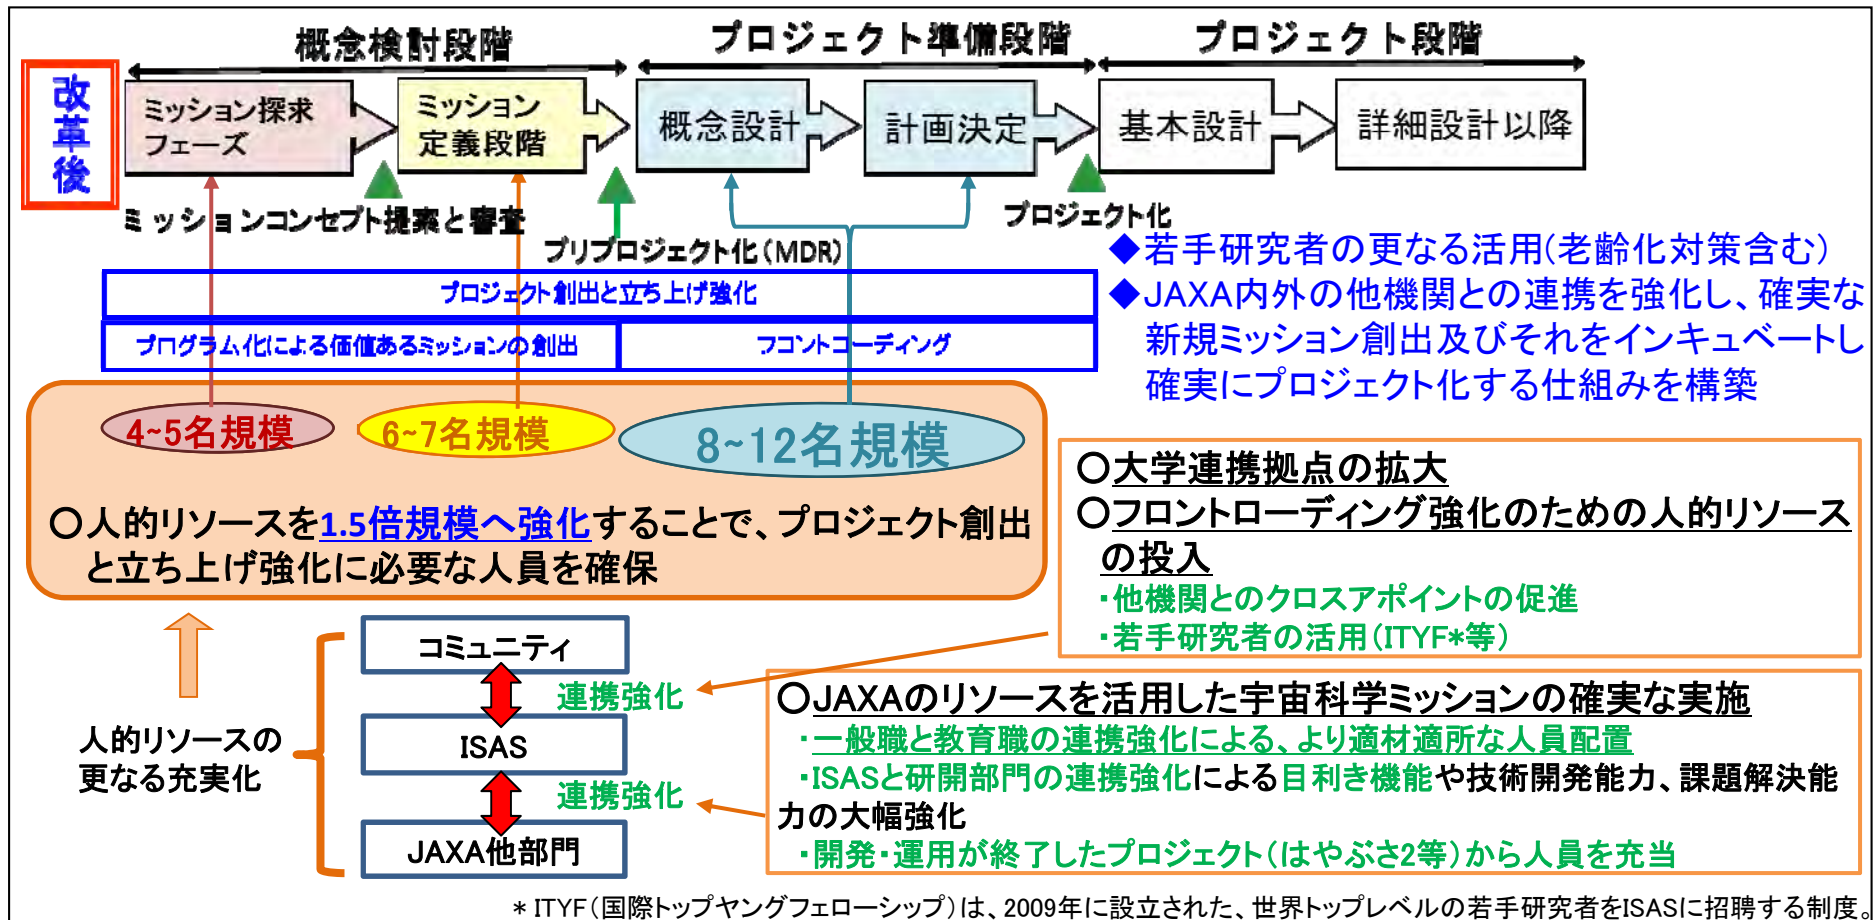 概念検討段階
プロジェクト準備段階
プロジェクト段階
改革後
ミッション探求
フェーズ
ミッション
定義段階
概念設計
計画決定
基本設計
詳細設計以降
ミッションコンセプト提案と審査
プリプロジェクト化(MDR)
プロジェクト化
◆若手研究者の更なる活用(老齢化対策含む)
◆JAXA内外の他機関との連携を強化し、確実な
新規ミッション創出及びそれをインキュベートし
確実にプロジェクト化する仕組みを構築
プロジェクト創出と立ち上げ強化
プログラム化による価値あるミッションの創出
フロントローディング
4~5名規模
6~7名規模
8~12名規模
〇人的リソースを1.5倍規模へ強化することで、プロジェクト創出
と立ち上げ強化に必要な人員を確保
〇大学連携拠点の拡大
〇フロントローディング強化のための人的リソース
の投入
・他機関とのクロスアポイントの促進
・若手研究者の活用(ITYF*等)
人的リソースの
更なる充実化
コミュニティ
連携強化
ISAS
連携強化
JAXA他部門
〇JAXAのリソースを活用した宇宙科学ミッションの確実な実施
・一般職と教育職の連携強化による、より適材適所な人員配置
・ISASと研開部門の連携強化による目利き機能や技術開発能力、課題解決能
力の大幅強化
・開発・運用が終了したプロジェクト(はやぶさ2等)から人員を充当
* ITYF(国際トップヤングフェローシップ)は、2009年に設立された、世界トップレベルの若手研究者をISASに招聘する制度